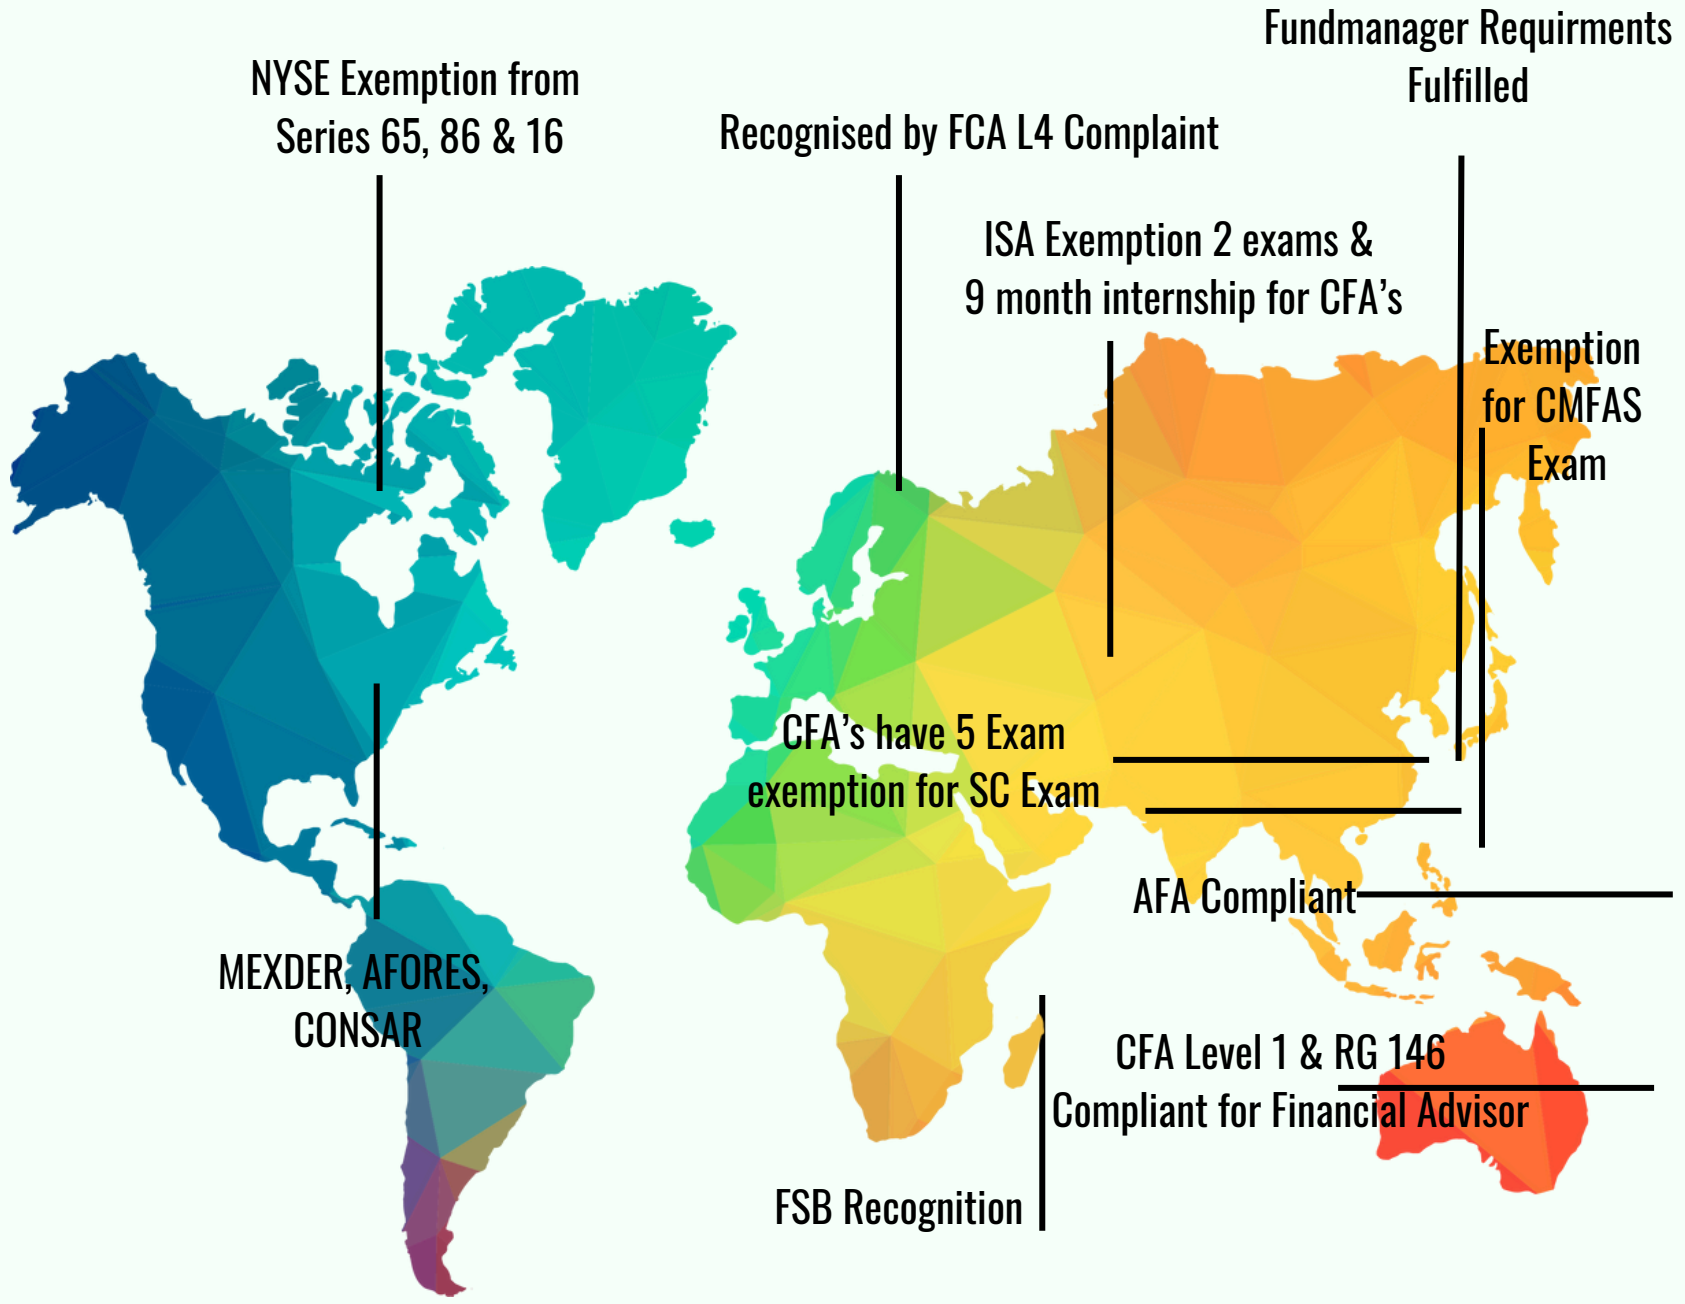 Fundmanager Requirments
Fulfilled
NYSE Exemption from
Series 65, 86 & 16
Recognised by FCA L4 Complaint
ISA Exemption 2 exams &
9 month internship for CFA’s
Exemption
for CMFAS
Exam
CFA’s have 5 Exam
exemption for SC Exam
AFA Compliant
MEXDER, AFORES,
CONSAR
CFA Level 1 & RG 146
Compliant for Financial Advisor
FSB Recognition